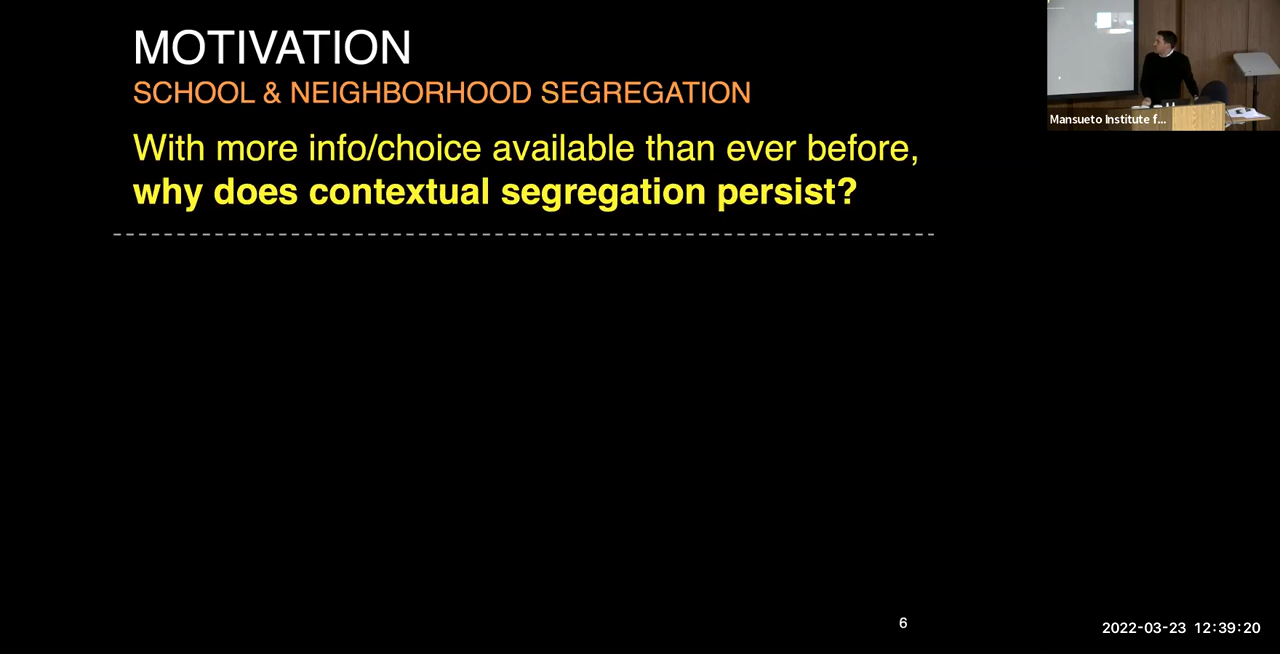 MOTIVATION
SCHOOL & NEIGHBORHOOD SEGREGATION
With more info/choice available than ever before,
why does contextual segregation persist?
Mansueto Institute f...
6
2022-03-23 12:39:20